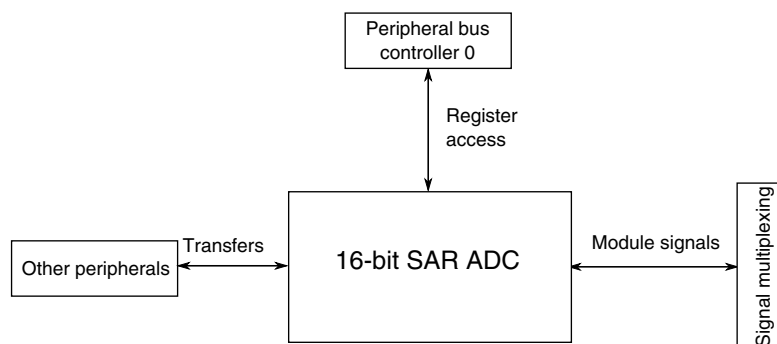 Peripheral bus
controller 0
Register
access
Transfers
Other peripherals
16-bit SAR ADC
Module signals
Signal multiplexing